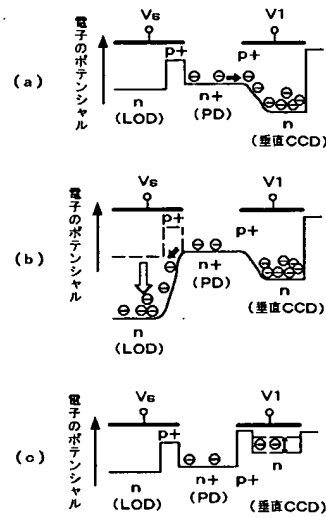 Vs V1
電子のポテンシャル
p+ p+
(a)
n n+ n
(LOD) (PD) (垂直CCD)
Vs V1
電子のポテンシャル
p+ p+
(b)
n+ n
(PD) (垂直CCD)
n
(LOD)
Vs V1
電子のポテンシャル
p+
(c)
n
n n+ p+
(LOD) (PD) (垂直CCD)